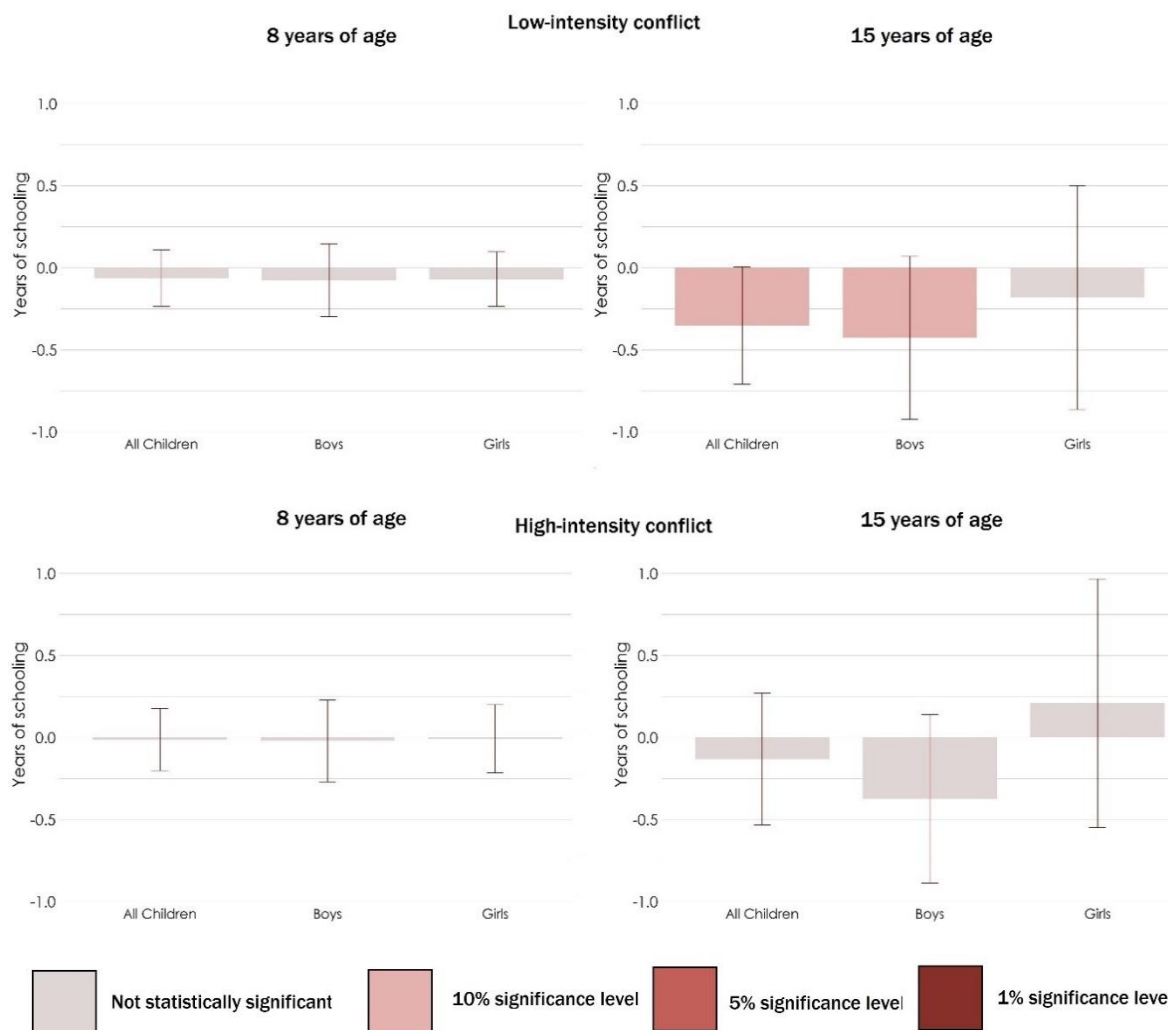 Low-intensity conflict
8 years of age
15 years of age
Years of schooling
1.0
0.5
0.0
-0.5
-1.0
All Children
Boys
Girls
Years of schooling
1.0
0.5
0.0
-0.5
-1.0
All Children
Boys
Girls
High-intensity conflict
8 years of age
15 years of age
Years of schooling
1.0
0.5
0.0
-0.5
-1.0
All Children
Boys
Girls
Years of schooling
1.0
0.5
0.0
-0.5
-1.0
All Children
Boys
Girls
Not statistically significant
10% significance level
5% significance level
1% significance level